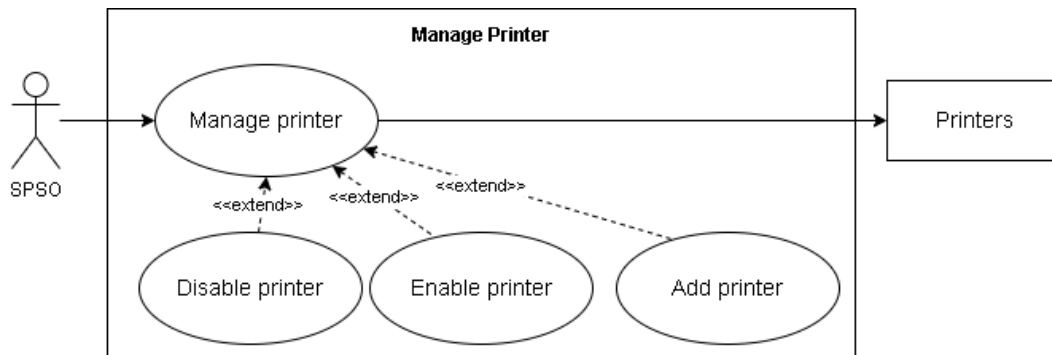 Manage Printer
SPSO
Manage printer
Printers
<<extend>>
<<extend>>
<<extend>>
Disable printer
Enable printer
Add printer